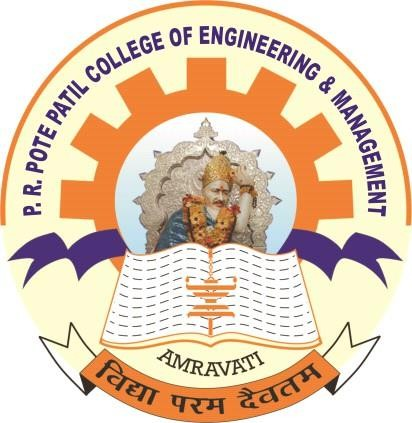 P. R. POTE PATIL COLLEGE OF ENGINEERING & MANAGEMENT
AMRAVATI
विद्या परम दैवतम